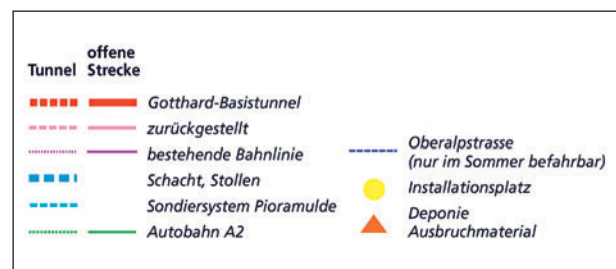 offene
Tunnel Strecke
Gotthard-Basistunnel
zurückgestellt
bestehende Bahnlinie
Schacht, Stollen
Sondiersystem Pioramulde
Autobahn A2
Oberalpstrasse
(nur im Sommer befahrbar)
Installationsplatz
Deponie
Ausbruchmaterial